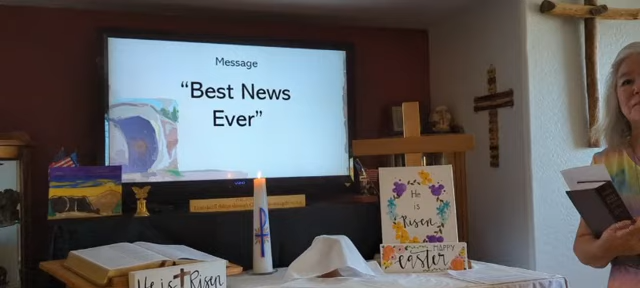 Message
“Best News
Ever”
He
is
Risen
HAPPY
easter
He is Risen